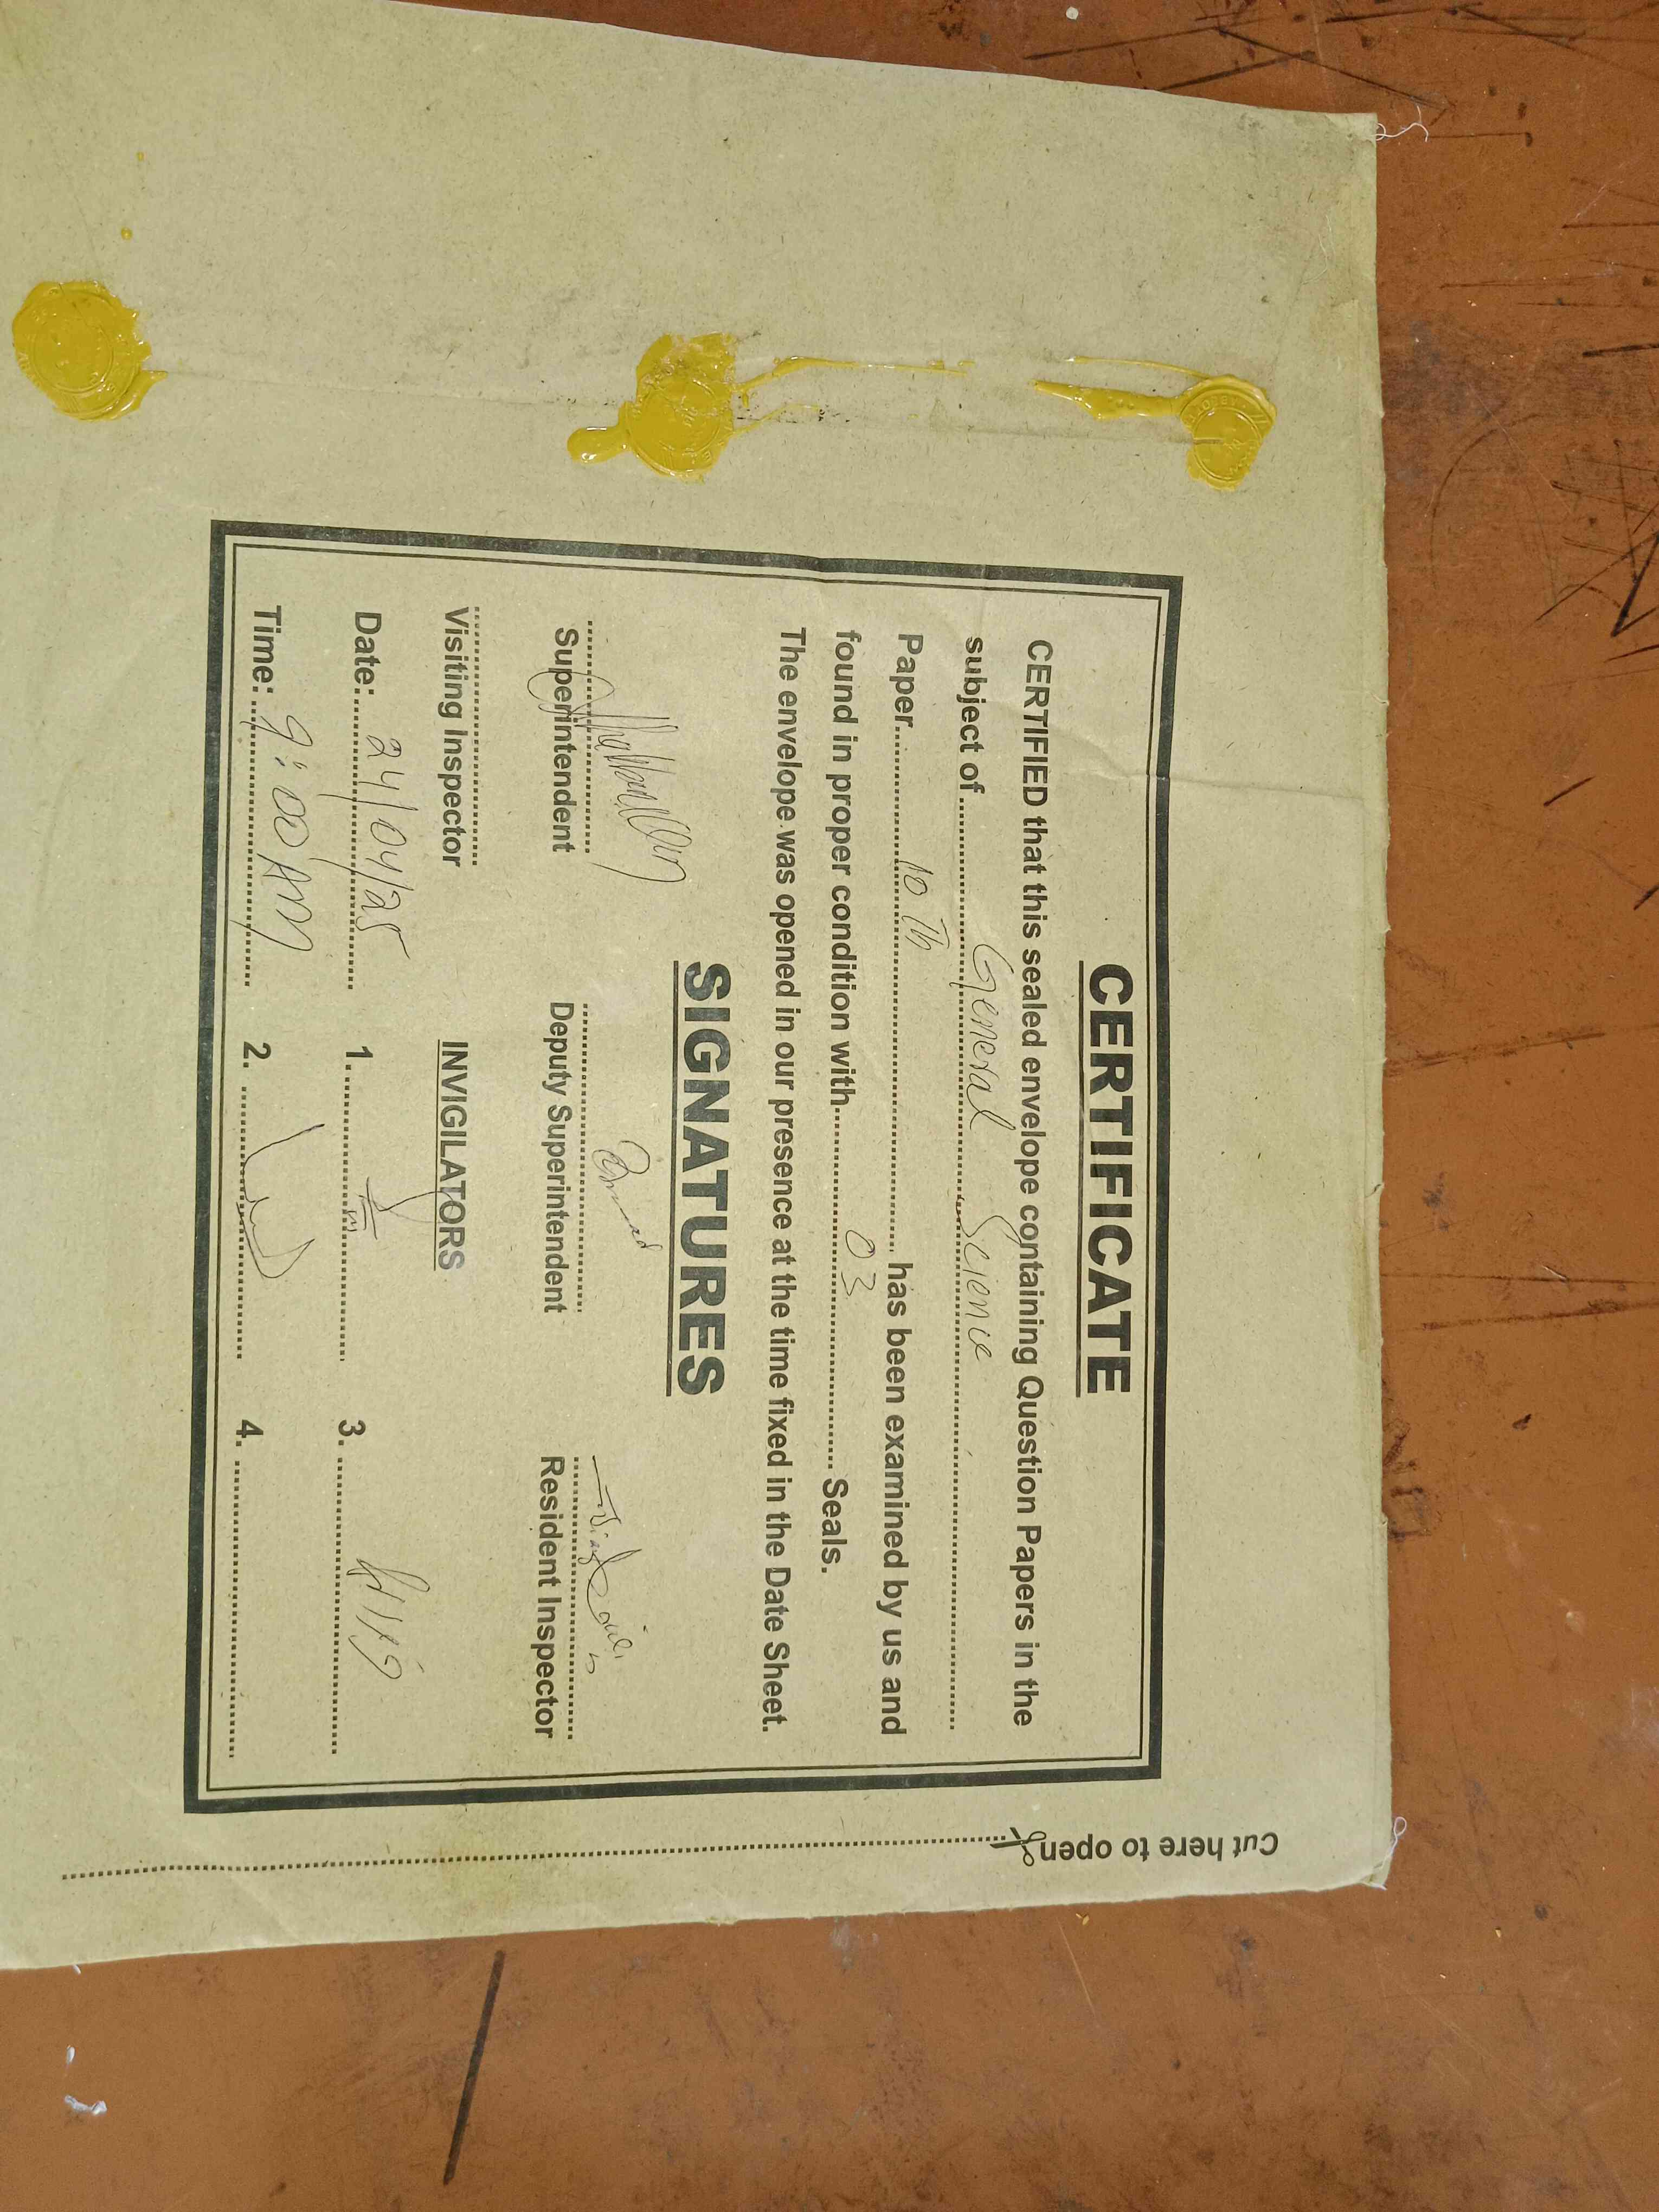 CERTIFICATE
CERTIFIED that this sealed envelope containing Question Papers in the
subject of General Science
Paper 10 Th has been examined by us and
found in proper condition with 03 Seals.
The envelope was opened in our presence at the time fixed in the Date Sheet.
SIGNATURES
Superintendent Deputy Superintendent Resident Inspector
Visiting Inspector INVIGILATORS
Date: 24/04/25 1. 3.
Time: 9:00 AM 2. 4.
Cut here to open